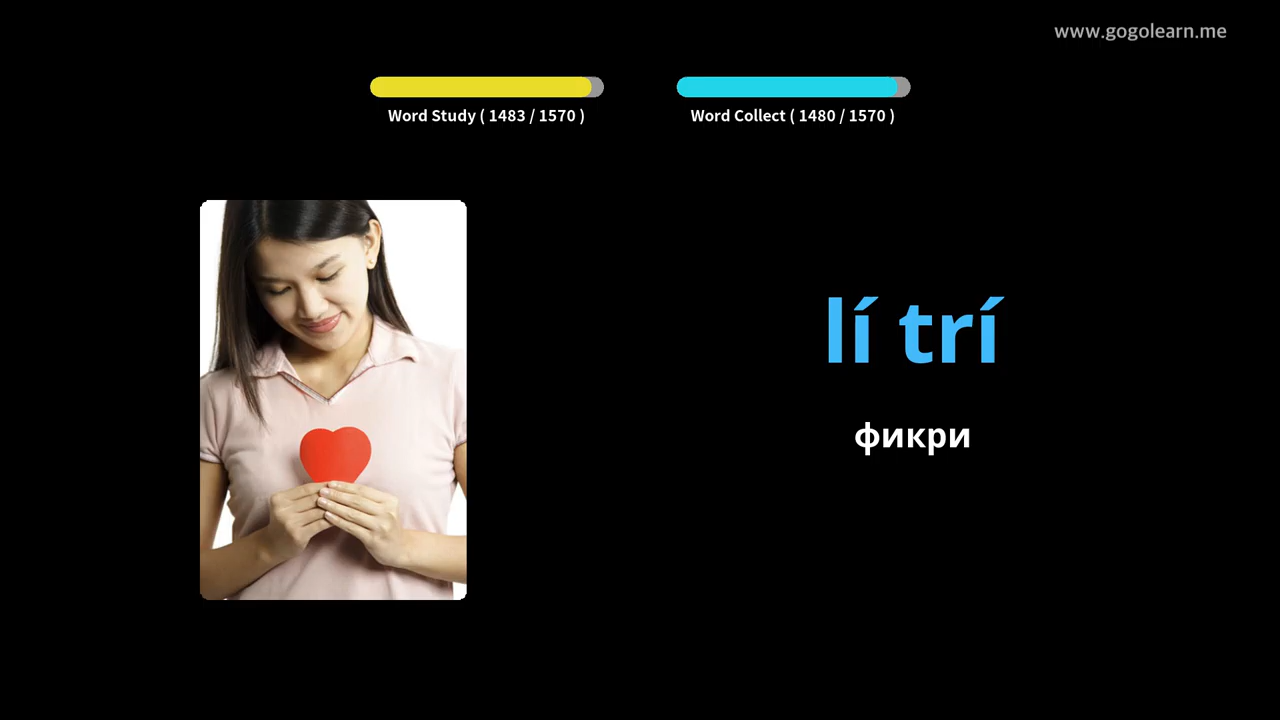 www.gogolearn.me
Word Study ( 1483 / 1570 )
Word Collect ( 1480 / 1570 )
lí trí
фикри